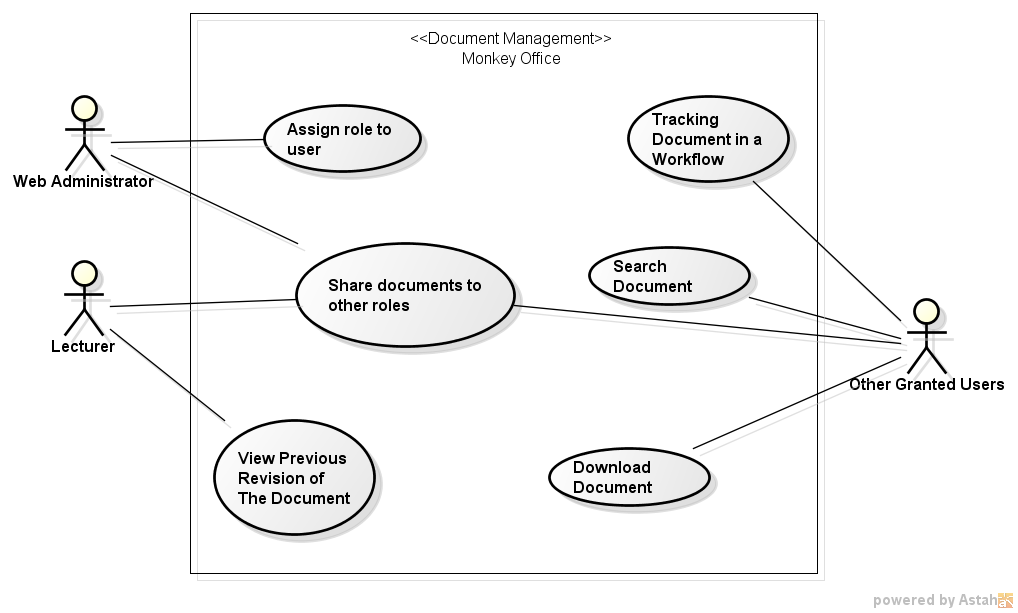 <<Document Management>>
Monkey Office
Assign role to
user
Tracking
Document in a
Workflow
Web Administrator
Share documents to
other roles
Search
Document
Lecturer
Other Granted Users
View Previous
Revision of
The Document
Download
Document
powered by Astah